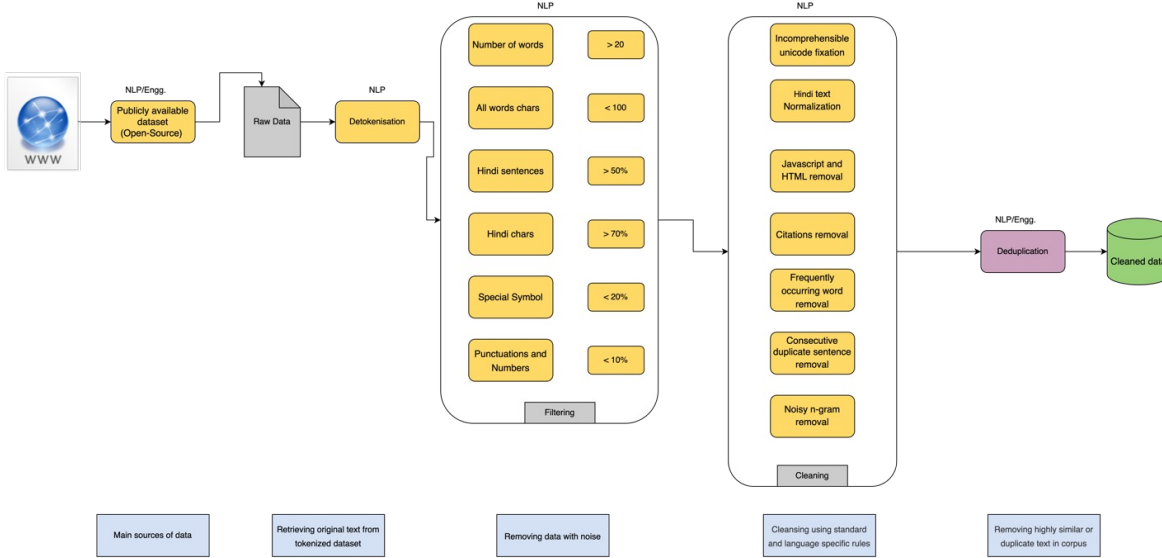 NLP
NLP
Number of words
> 20
Incomprehensible
unicode fixation
NLP/Engg.
NLP
Publicly available
dataset
(Open-Source)
Raw Data
Detokenisation
WWW
All words chars
< 100
Hindi text
Normalization
Hindi sentences
> 50%
Javascript and
HTML removal
Hindi chars
> 70%
Citations removal
NLP/Engg.
Deduplication
Cleaned data
Special Symbol
< 20%
Frequently
occurring word
removal
Punctuations and
Numbers
< 10%
Consecutive
duplicate sentence
removal
Filtering
Noisy n-gram
removal
Cleaning
Main sources of data
Retrieving original text from
tokenized dataset
Removing data with noise
Cleansing using standard
and language specific rules
Removing highly similar or
duplicate text in corpus